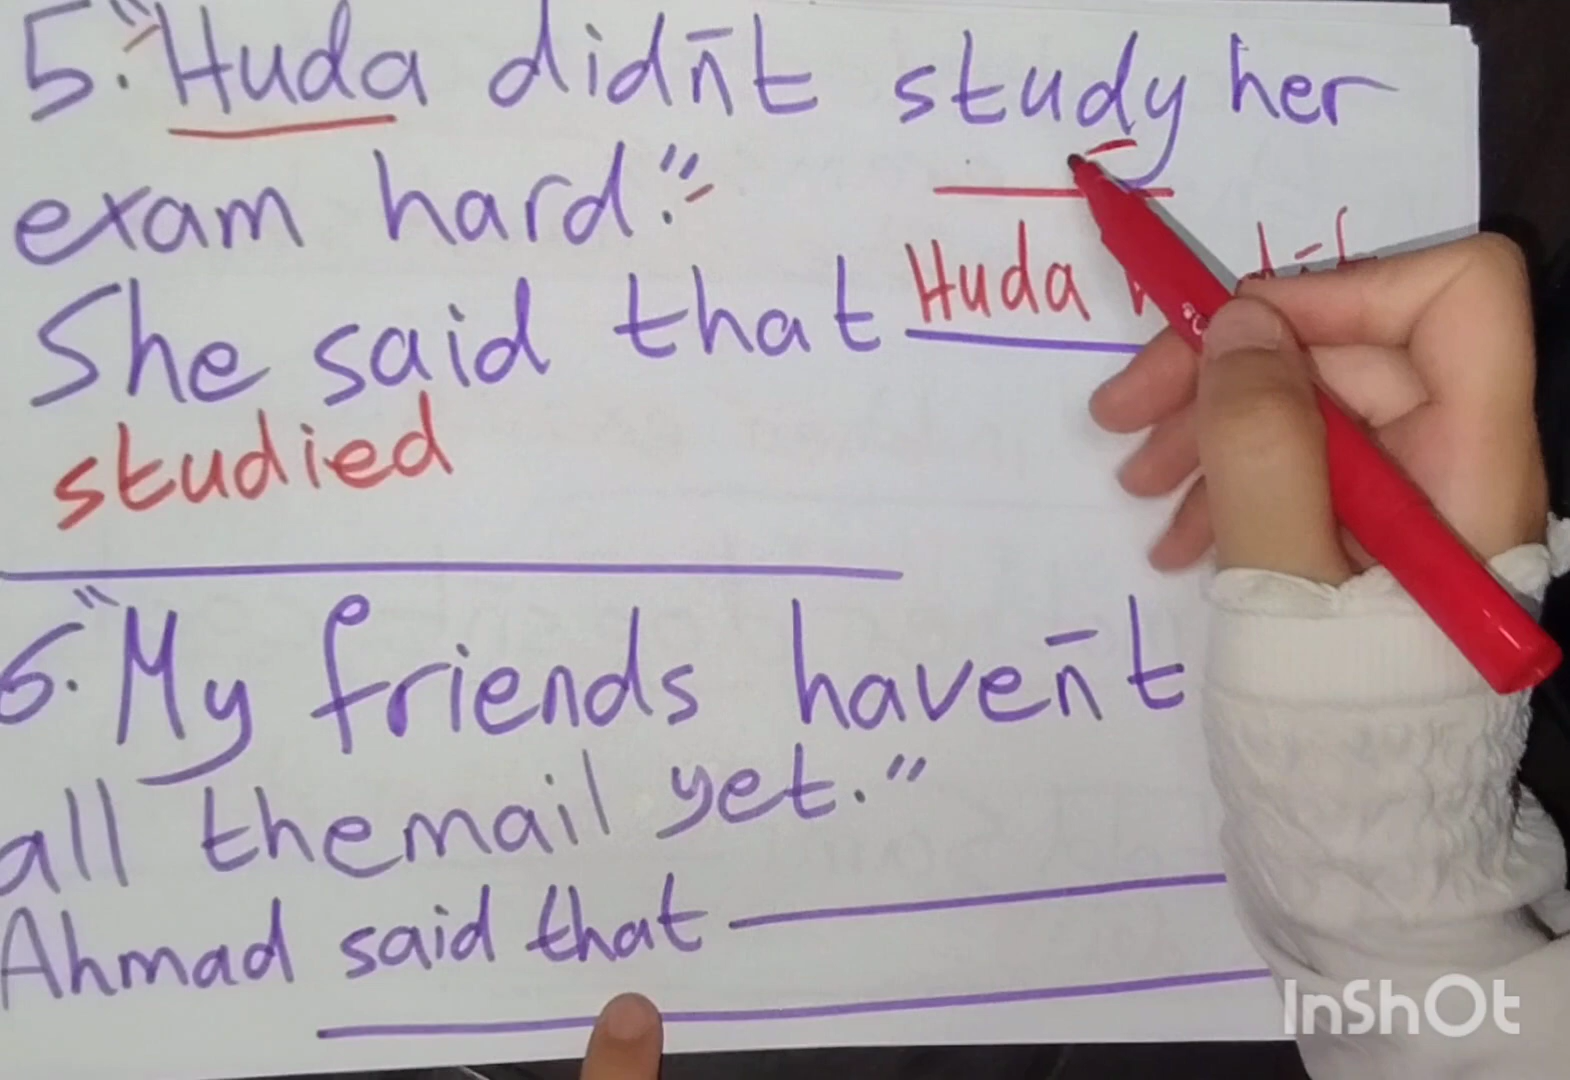 5. "Huda didn't study her
exam hard."
She said that Huda
studied
6. "My friends haven't
all the mail yet."
Ahmad said that
InShOt